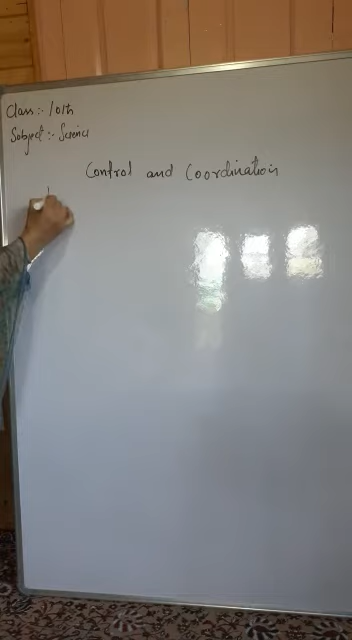 Class :- 10th
Subject :- Science
Control and Coordination